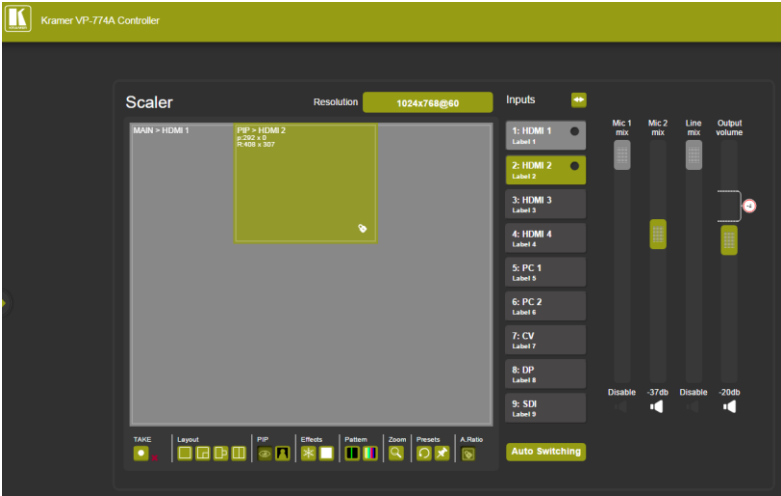 Kramer VP-774A Controller
Scaler
Resolution
1024x768@60
Inputs
MAIN > HDMI 1
PIP > HDMI 2
p:292 x 0
R:408 x 307
1: HDMI 1
Label 1
2: HDMI 2
Label 2
3: HDMI 3
Label 3
4: HDMI 4
Label 4
5: PC 1
Label 5
6: PC 2
Label 6
7: CV
Label 7
8: DP
Label 8
9: SDI
Label 9
Auto Switching
Mic 1 mix
Mic 2 mix
Line mix
Output volume
-4
Disable
-37db
Disable
-20db
TAKE
Layout
PIP
Effects
Pattern
Zoom
Presets
A.Ratio